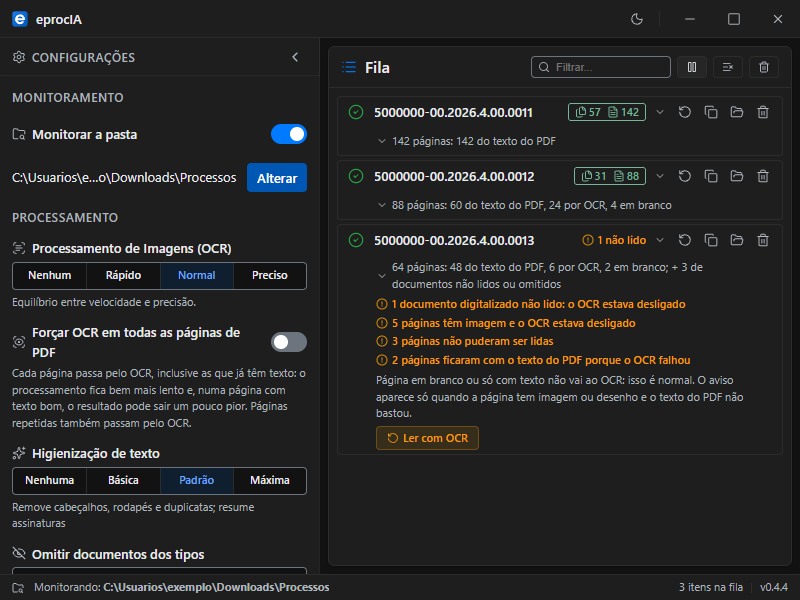 e eprocIA
CONFIGURAÇÕES
MONITORAMENTO
Monitorar a pasta
C:\Usuarios\e...o\Downloads\Processos Alterar
PROCESSAMENTO
Processamento de Imagens (OCR)
Nenhum Rápido Normal Preciso
Equilíbrio entre velocidade e precisão.
Forçar OCR em todas as páginas de
PDF
Cada página passa pelo OCR, inclusive as que já têm texto: o
processamento fica bem mais lento e, numa página com
texto bom, o resultado pode sair um pouco pior. Páginas
repetidas também passam pelo OCR.
Higienização de texto
Nenhuma Básica Padrão Máxima
Remove cabeçalhos, rodapés e duplicatas; resume
assinaturas
Omitir documentos dos tipos
Fila Filtrar...
5000000-00.2026.4.00.0011 57 142
142 páginas: 142 do texto do PDF
5000000-00.2026.4.00.0012 31 88
88 páginas: 60 do texto do PDF, 24 por OCR, 4 em branco
5000000-00.2026.4.00.0013 1 não lido
64 páginas: 48 do texto do PDF, 6 por OCR, 2 em branco; + 3 de
documentos não lidos ou omitidos
1 documento digitalizado não lido: o OCR estava desligado
5 páginas têm imagem e o OCR estava desligado
3 páginas não puderam ser lidas
2 páginas ficaram com o texto do PDF porque o OCR falhou
Página em branco ou só com texto não vai ao OCR: isso é normal. O aviso
aparece só quando a página tem imagem ou desenho e o texto do PDF não
bastou.
Ler com OCR
Monitorando: C:\Usuarios\exemplo\Downloads\Processos 3 itens na fila v0.4.4